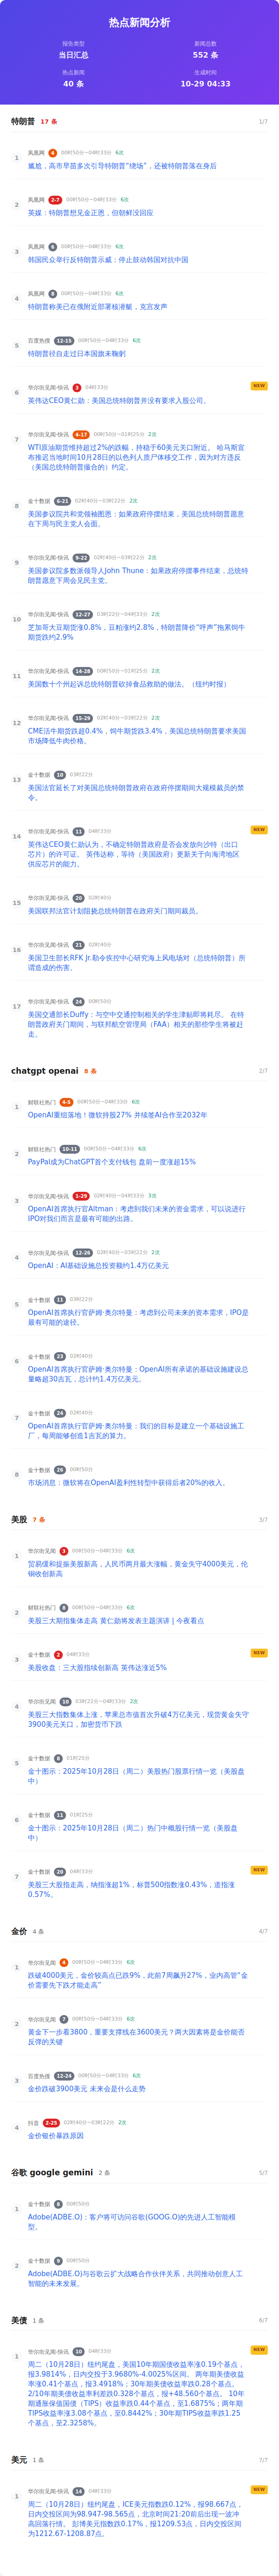 热点新闻分析
报告类型
当日汇总
新闻总数
552 条
热点新闻
40 条
生成时间
10-29 04:33
特朗普 17 条 1/7
1
凤凰网 4 00时50分~04时33分 6次
尴尬，高市早苗多次引导特朗普“绕场”，还被特朗普落在身后
2
凤凰网 2-7 00时50分~04时33分 6次
英媒：特朗普想见金正恩，但朝鲜没回应
3
凤凰网 6 00时50分~04时33分 6次
韩国民众举行反特朗普示威：停止鼓动韩国对抗中国
4
凤凰网 8 00时50分~04时33分 6次
特朗普称美已在俄附近部署核潜艇，克宫发声
5
百度热搜 12-15 00时50分~04时33分 6次
特朗普径自走过日本国旗未鞠躬
6
华尔街见闻-快讯 3 04时33分 NEW
英伟达CEO黄仁勋：美国总统特朗普并没有要求入股公司。
7
华尔街见闻-快讯 4-17 00时50分~01时25分 2次
WTI原油期货维持超过2%的跌幅，持稳于60美元关口附近。 哈马斯宣
布推迟当地时间10月28日的以色列人质尸体移交工作，因为对方违反
（美国总统特朗普撮合的）约定。
8
金十数据 6-21 02时40分~03时22分 2次
美国参议院共和党领袖图恩：如果政府停摆结束，美国总统特朗普愿意
在下周与民主党人会面。
9
华尔街见闻-快讯 9-22 02时40分~03时22分 2次
美国参议院多数派领导人John Thune：如果政府停摆事件结束，总统特
朗普愿意下周会见民主党。
10
华尔街见闻-快讯 12-27 03时22分~04时33分 2次
芝加哥大豆期货涨0.8%，豆粕涨约2.8%，特朗普降价“呼声”拖累饲牛
期货跌约2.9%
11
华尔街见闻-快讯 14-28 00时50分~01时25分 2次
美国数十个州起诉总统特朗普砍掉食品救助的做法。（纽约时报）
12
华尔街见闻-快讯 15-29 02时40分~03时22分 2次
CME活牛期货跌超0.4%，饲牛期货跌3.4%，总统特朗普要求美国
市场降低牛肉价格。
13
金十数据 10 03时22分
美国法官延长了对美国总统特朗普政府在政府停摆期间大规模裁员的禁
令。
14
华尔街见闻-快讯 11 04时33分 NEW
英伟达CEO黄仁勋认为，不确定特朗普政府是否会发放向沙特（出口
芯片）的许可证。 英伟达称，等待（美国政府）更新关于向海湾地区
供应芯片的能力。
15
华尔街见闻-快讯 20 02时40分
美国联邦法官计划阻挠总统特朗普在政府关门期间裁员。
16
华尔街见闻-快讯 21 02时40分
美国卫生部长RFK Jr.勒令疾控中心研究海上风电场对（总统特朗普）所
谓造成的伤害。
17
华尔街见闻-快讯 24 00时50分
美国交通部长Duffy：与空中交通控制相关的学生津贴即将耗尽。 在特
朗普政府关门期间，与联邦航空管理局（FAA）相关的那些学生将被赶
走。
chatgpt openai 8 条 2/7
1
财联社热门 4-5 00时50分~04时33分 6次
OpenAI重组落地！微软持股27% 并续签AI合作至2032年
2
财联社热门 10-11 00时50分~04时33分 6次
PayPal成为ChatGPT首个支付钱包 盘前一度涨超15%
3
华尔街见闻-快讯 1-29 02时40分~04时33分 3次
OpenAI首席执行官Altman：考虑到我们未来的资金需求，可以说进行
IPO对我们而言是最有可能的出路。
4
华尔街见闻-快讯 12-26 02时40分~03时22分 2次
OpenAI：AI基础设施总投资额约1.4万亿美元
5
金十数据 11 03时22分
OpenAI首席执行官萨姆·奥尔特曼：考虑到公司未来的资本需求，IPO是
最有可能的途径。
6
金十数据 23 02时40分
OpenAI首席执行官萨姆·奥尔特曼：OpenAI所有承诺的基础设施建设总
量略超30吉瓦，总计约1.4万亿美元。
7
金十数据 24 02时40分
OpenAI首席执行官萨姆·奥尔特曼：我们的目标是建立一个基础设施工
厂，每周能够创造1吉瓦的算力。
8
金十数据 26 00时50分
市场消息：微软将在OpenAI盈利性转型中获得后者20%的收入。
美股 7 条 3/7
1
华尔街见闻 3 00时50分~04时33分 6次
贸易缓和提振美股新高，人民币两月最大涨幅，黄金失守4000美元，伦
铜收创新高
2
财联社热门 8 00时50分~04时33分 6次
美股三大期指集体走高 黄仁勋将发表主题演讲 | 今夜看点
3
金十数据 2 04时33分 NEW
美股收盘：三大股指续创新高 英伟达涨近5%
4
华尔街见闻 10 03时22分~04时33分 2次
美股三大指数集体上涨，苹果总市值首次升破4万亿美元，现货黄金失守
3900美元关口，加密货币下跌
5
金十数据 8 01时25分
金十图示：2025年10月28日（周二）美股热门股票行情一览（美股盘
中）
6
金十数据 11 01时25分
金十图示：2025年10月28日（周二）热门中概股行情一览（美股盘
中）
7
金十数据 20 04时33分 NEW
美股三大股指走高，纳指涨超1%，标普500指数涨0.43%，道指涨
0.57%。
金价 4 条 4/7
1
华尔街见闻 4 00时50分~04时33分 6次
跌破4000美元，金价较高点已跌9%，此前7周飙升27%，业内高管“金
价需要先下跌才能走高”
2
华尔街见闻 7 00时50分~04时33分 6次
黄金下一步看3800，重要支撑线在3600美元？两大因素将是金价能否
反弹的关键
3
百度热搜 12-24 00时50分~04时33分 6次
金价跌破3900美元 未来会是什么走势
4
抖音 2-25 02时40分~03时22分 2次
金价银价暴跌原因
谷歌 google gemini 2 条 5/7
1
金十数据 8 00时50分
Adobe(ADBE.O)：客户将可访问谷歌(GOOG.O)的先进人工智能模
型。
2
金十数据 9 00时50分
Adobe(ADBE.O)与谷歌云扩大战略合作伙伴关系，共同推动创意人工
智能的未来发展。
美债 1 条 6/7
1
华尔街见闻-快讯 10 04时33分 NEW
周二（10月28日）纽约尾盘，美国10年期国债收益率涨0.19个基点，
报3.9814%，日内交投于3.9680%-4.0025%区间。 两年期美债收益
率涨0.41个基点，报3.4918%；30年期美债收益率跌0.28个基点。
2/10年期美债收益率利差跌0.328个基点，报+48.560个基点。 10年
期通胀保值国债（TIPS）收益率跌0.44个基点，至1.6875%；两年期
TIPS收益率涨3.08个基点，至0.8442%；30年期TIPS收益率跌1.25
个基点，至2.3258%。
美元 1 条 7/7
1
华尔街见闻-快讯 14 04时33分 NEW
周二（10月28日）纽约尾盘，ICE美元指数跌0.12%，报98.667点，
日内交投区间为98.947-98.565点，北京时间21:20前后出现一波冲
高回落行情。 彭博美元指数跌0.17%，报1209.53点，日内交投区间
为1212.67-1208.87点。